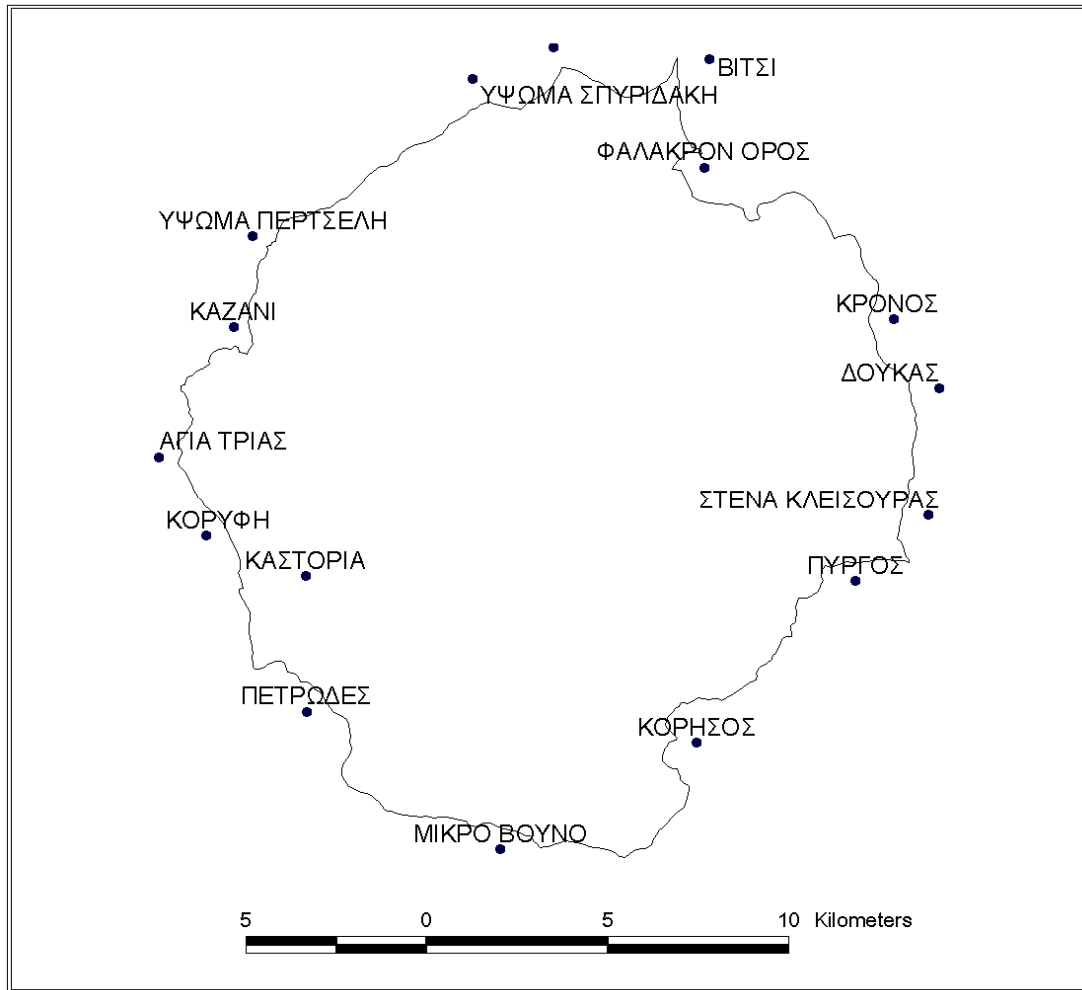 ΒΙΤΣΙ
ΥΨΩΜΑ ΣΠΥΡΙΔΑΚΗ
ΦΑΛΑΚΡΟΝ ΟΡΟΣ
ΥΨΩΜΑ ΠΕΡΤΣΕΛΗ
ΚΑΖΑΝΙ
ΚΡΟΝΟΣ
ΔΟΥΚΑΣ
ΑΓΙΑ ΤΡΙΑΣ
ΣΤΕΝΑ ΚΛΕΙΣΟΥΡΑΣ
ΚΟΡΥΦΗ
ΚΑΣΤΟΡΙΑ
ΠΥΡΓΟΣ
ΠΕΤΡΩΔΕΣ
ΚΟΡΗΣΟΣ
ΜΙΚΡΟ ΒΟΥΝΟ
5 0 5 10 Kilometers